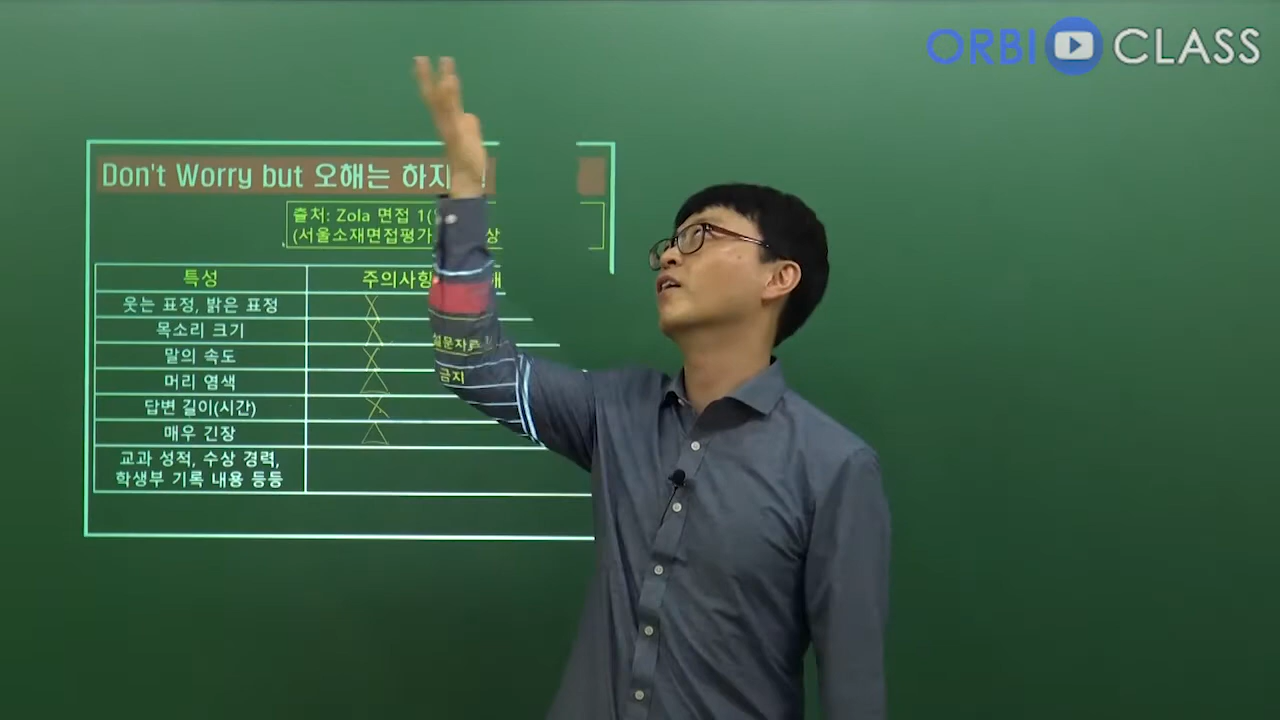 ORBI CLASS
Don't Worry but 오해는 하지
출처: Zola 면접 1(
(서울소재면접평가 상
특성 주의사항 해
웃는 표정, 밝은 표정 X
목소리 크기 X
말의 속도 X
머리 염색 △
금지
답변 길이(시간) X
매우 긴장 △
교과 성적, 수상 경력,
학생부 기록 내용 등등